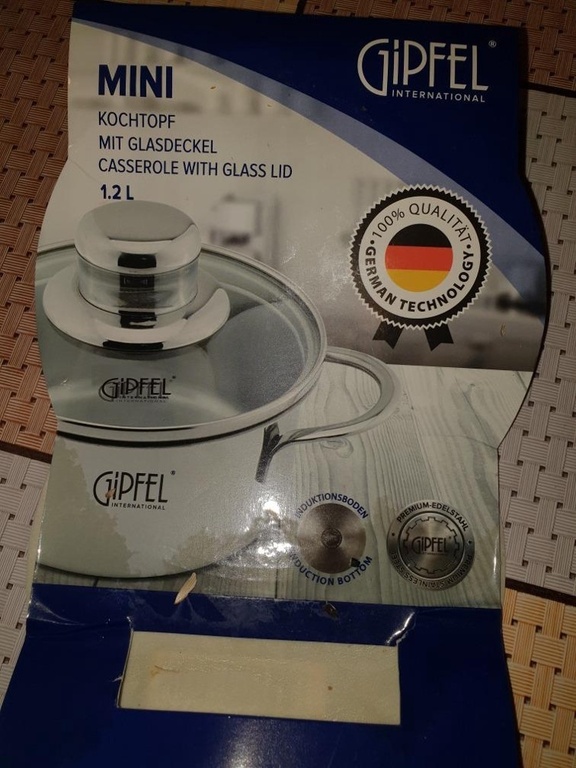 MINI
KOCHTOPF
MIT GLASDECKEL
CASSEROLE WITH GLASS LID
1.2 L
GiPFEL®
INTERNATIONAL
100% QUALITÄT
GERMAN TECHNOLOGY
GiPFEL
INTERNATIONAL
GiPFEL®
INTERNATIONAL
INDUKTIONSBODEN
INDUCTION BOTTOM
PREMIUM-EDELSTAHL
GiPFEL